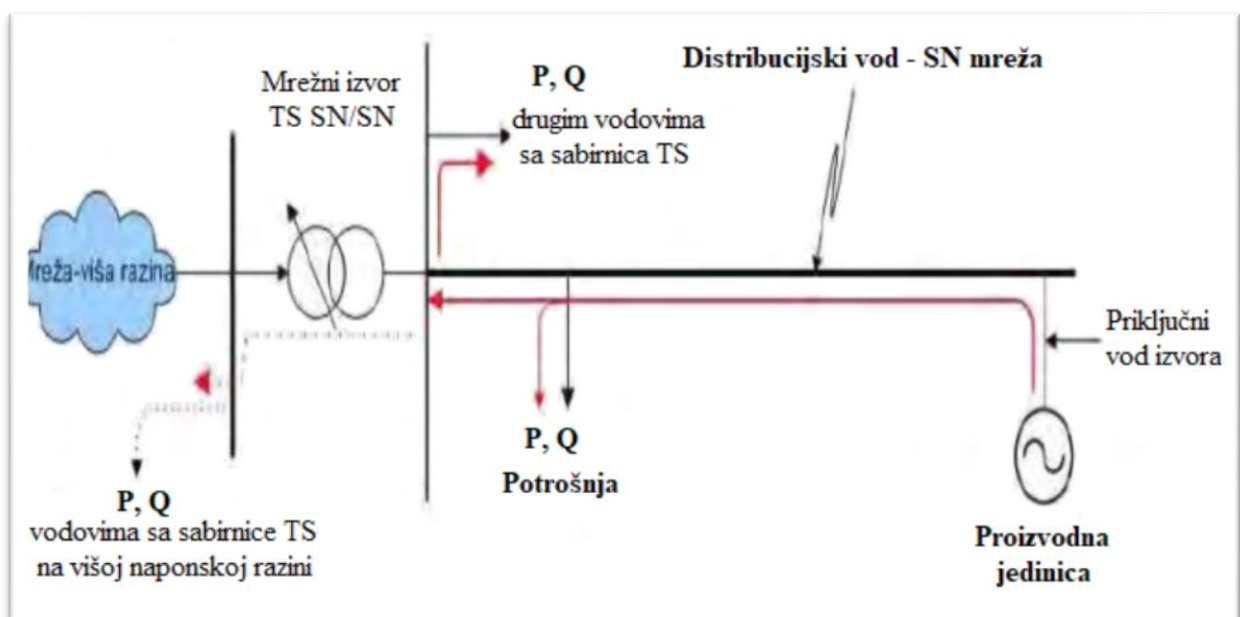 Mrežni izvor
TS SN/SN
P, Q
drugim vodovima
sa sabirnica TS
Distribucijski vod - SN mreža
reža-viša razina
Priključni
vod izvora
P, Q
Potrošnja
P, Q
vodovima sa sabirnice TS
na višoj naponskoj razini
Proizvodna
jedinica